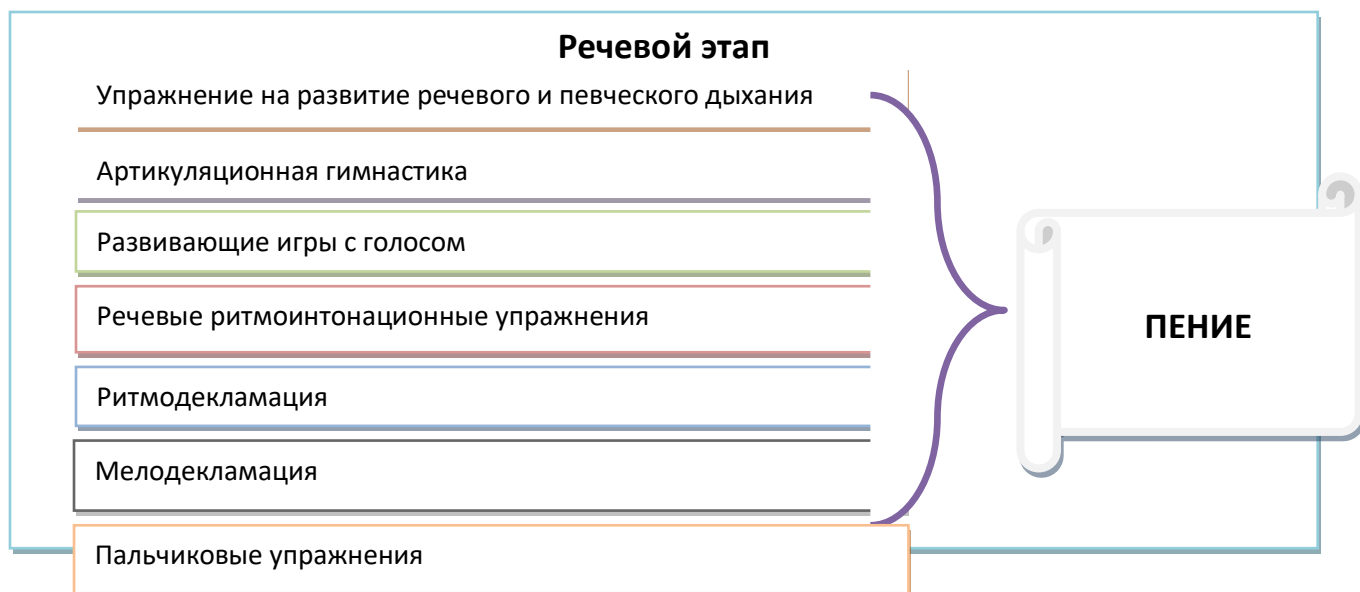 Речевой этап
Упражнение на развитие речевого и певческого дыхания
Артикуляционная гимнастика
Развивающие игры с голосом
Речевые ритмоинтонационные упражнения
Ритмодекламация
Мелодекламация
Пальчиковые упражнения
ПЕНИЕ